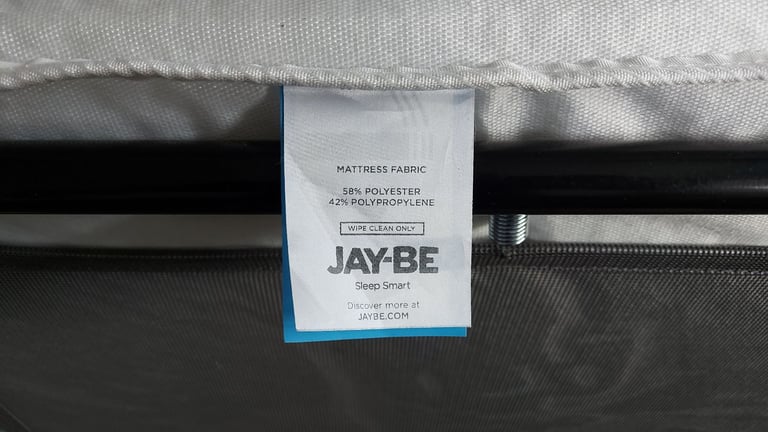 MATTRESS FABRIC
58% POLYESTER
42% POLYPROPYLENE
WIPE CLEAN ONLY
JAY-BE
Sleep Smart
Discover more at
JAYBE.COM